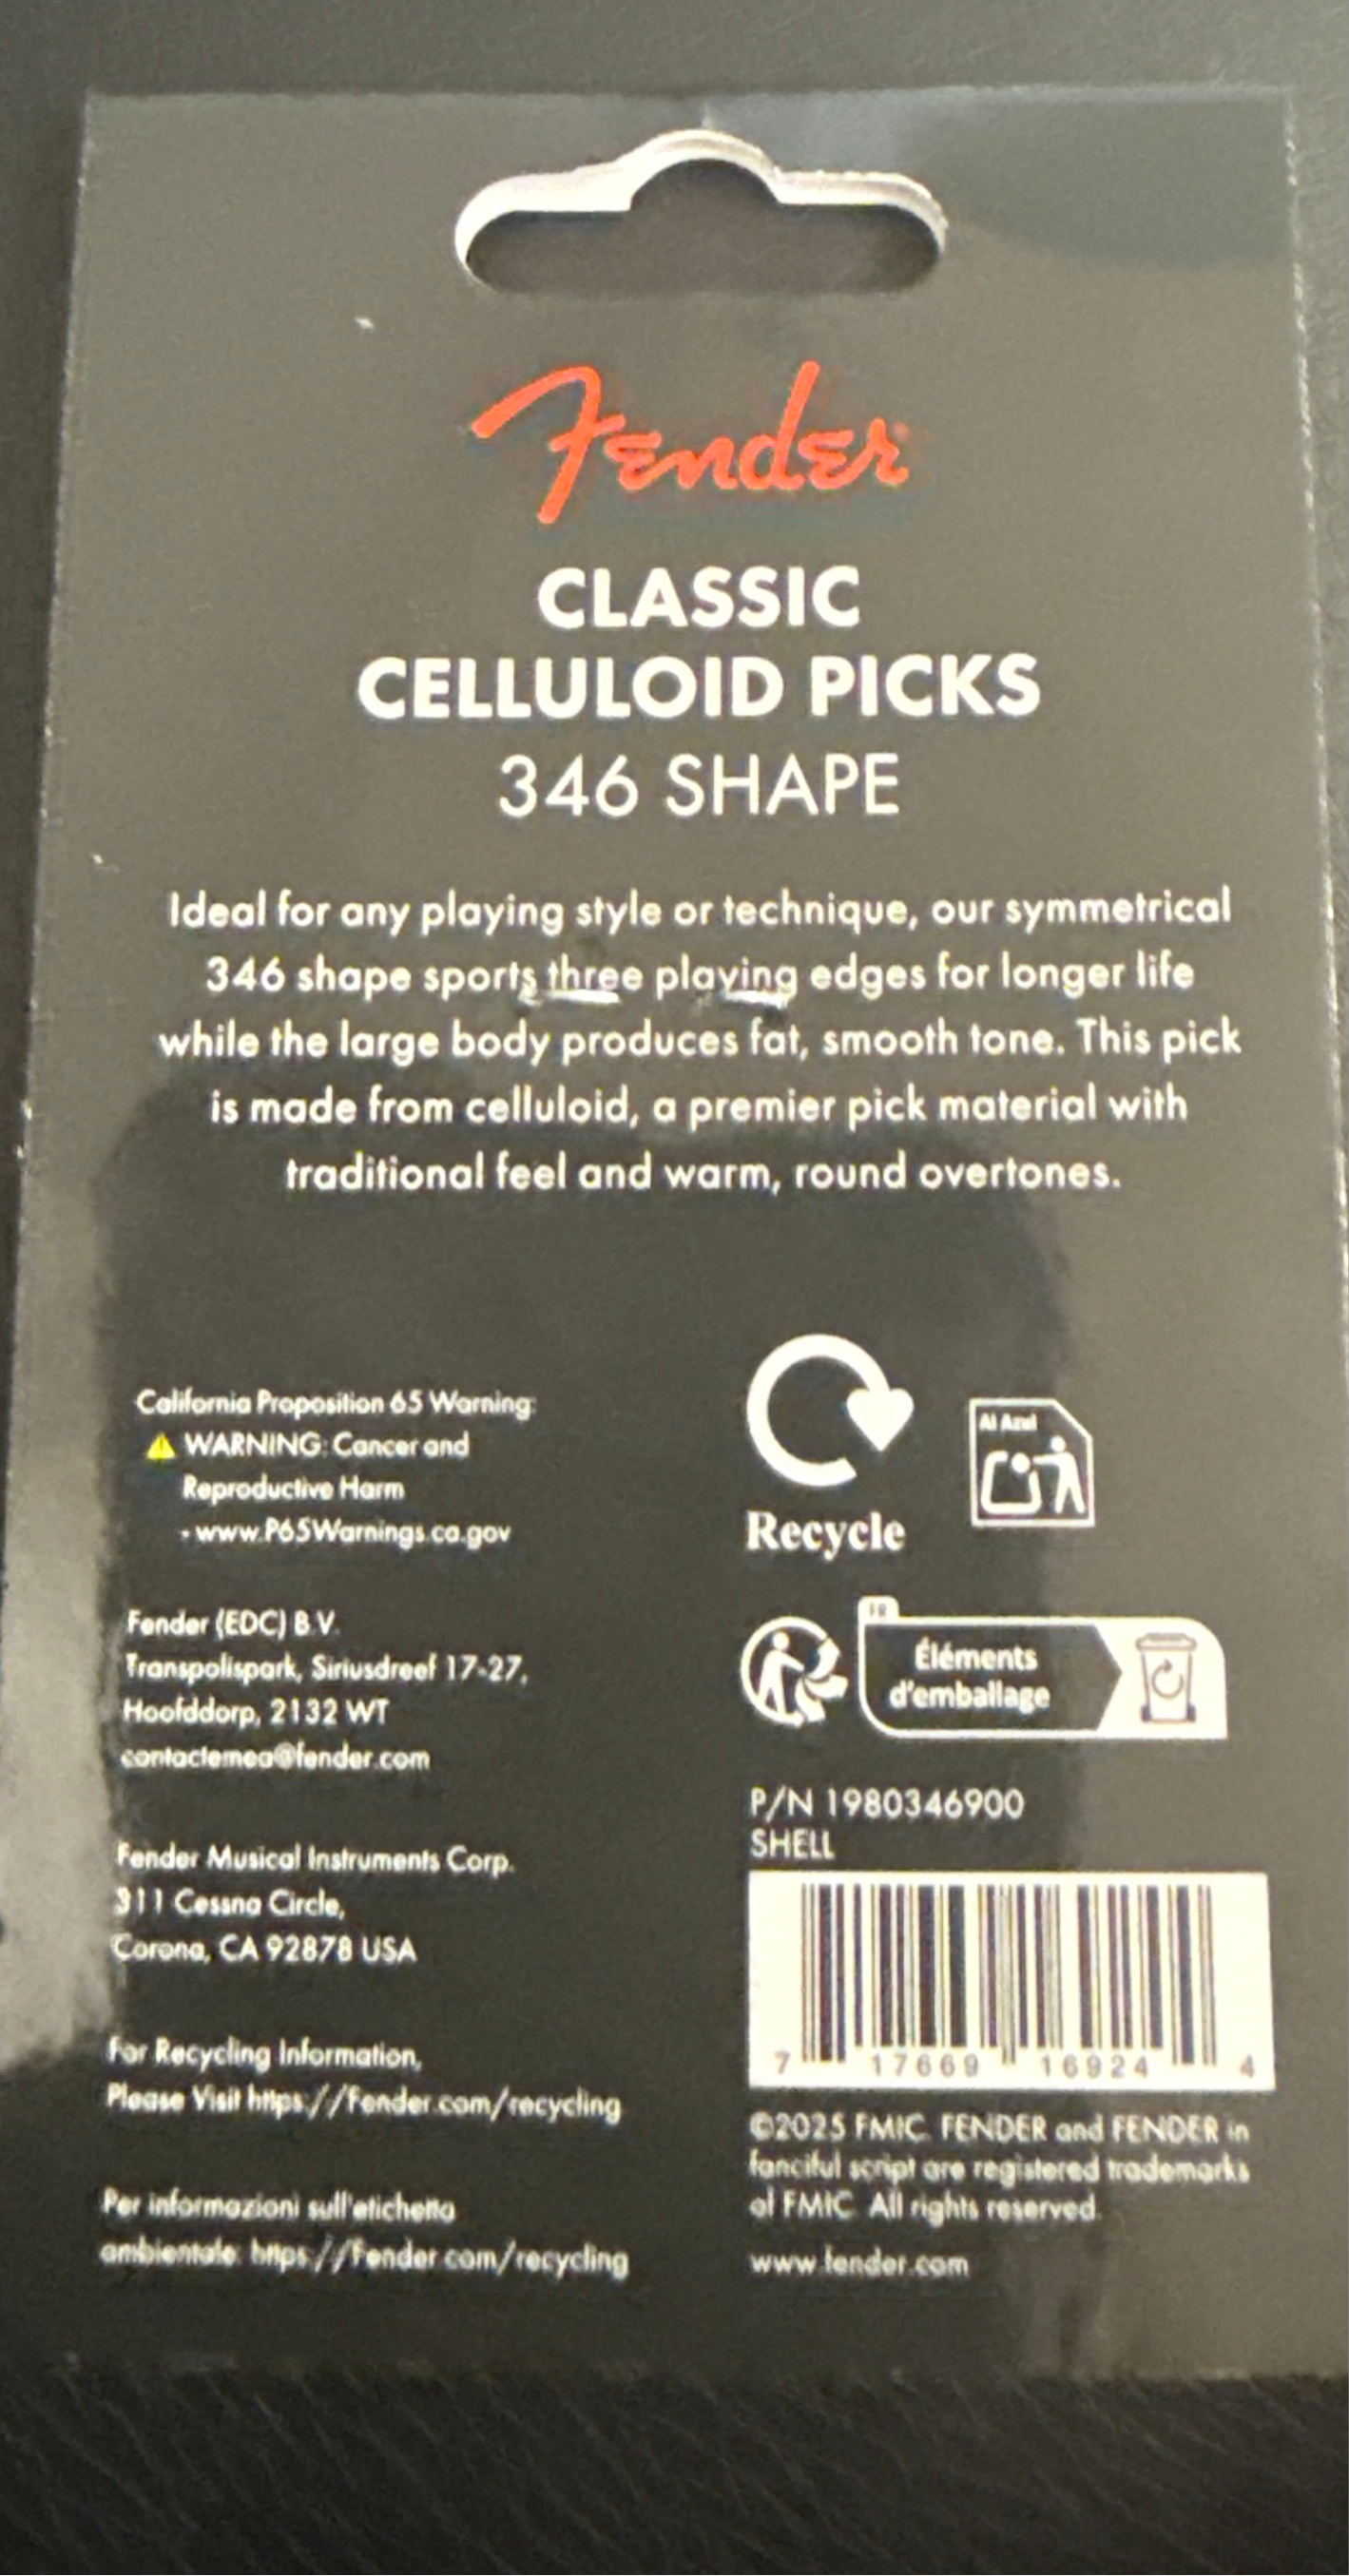 Fender
CLASSIC
CELLULOID PICKS
346 SHAPE
Ideal for any playing style or technique, our symmetrical
346 shape sports three playing edges for longer life
while the large body produces fat, smooth tone. This pick
is made from celluloid, a premier pick material with
traditional feel and warm, round overtones.
California Proposition 65 Warning:
WARNING: Cancer and
Reproductive Harm
- www.P65Warnings.ca.gov
Fender (EDC) B.V.
Transpolispark, Siriusdreef 17-27,
Hoofddorp, 2132 WT
contactemea@fender.com
Fender Musical Instruments Corp.
311 Cessna Circle,
Corona, CA 92878 USA
For Recycling Information,
Please Visit https://Fender.com/recycling
Per informazioni sull'etichetta
ambientale: https://Fender.com/recycling
Recycle
Al Azul
FR
Éléments
d'emballage
P/N 1980346900
SHELL
7 17669 16924 4
©2025 FMIC. FENDER and FENDER in
fanciful script are registered trademarks
of FMIC. All rights reserved.
www.fender.com